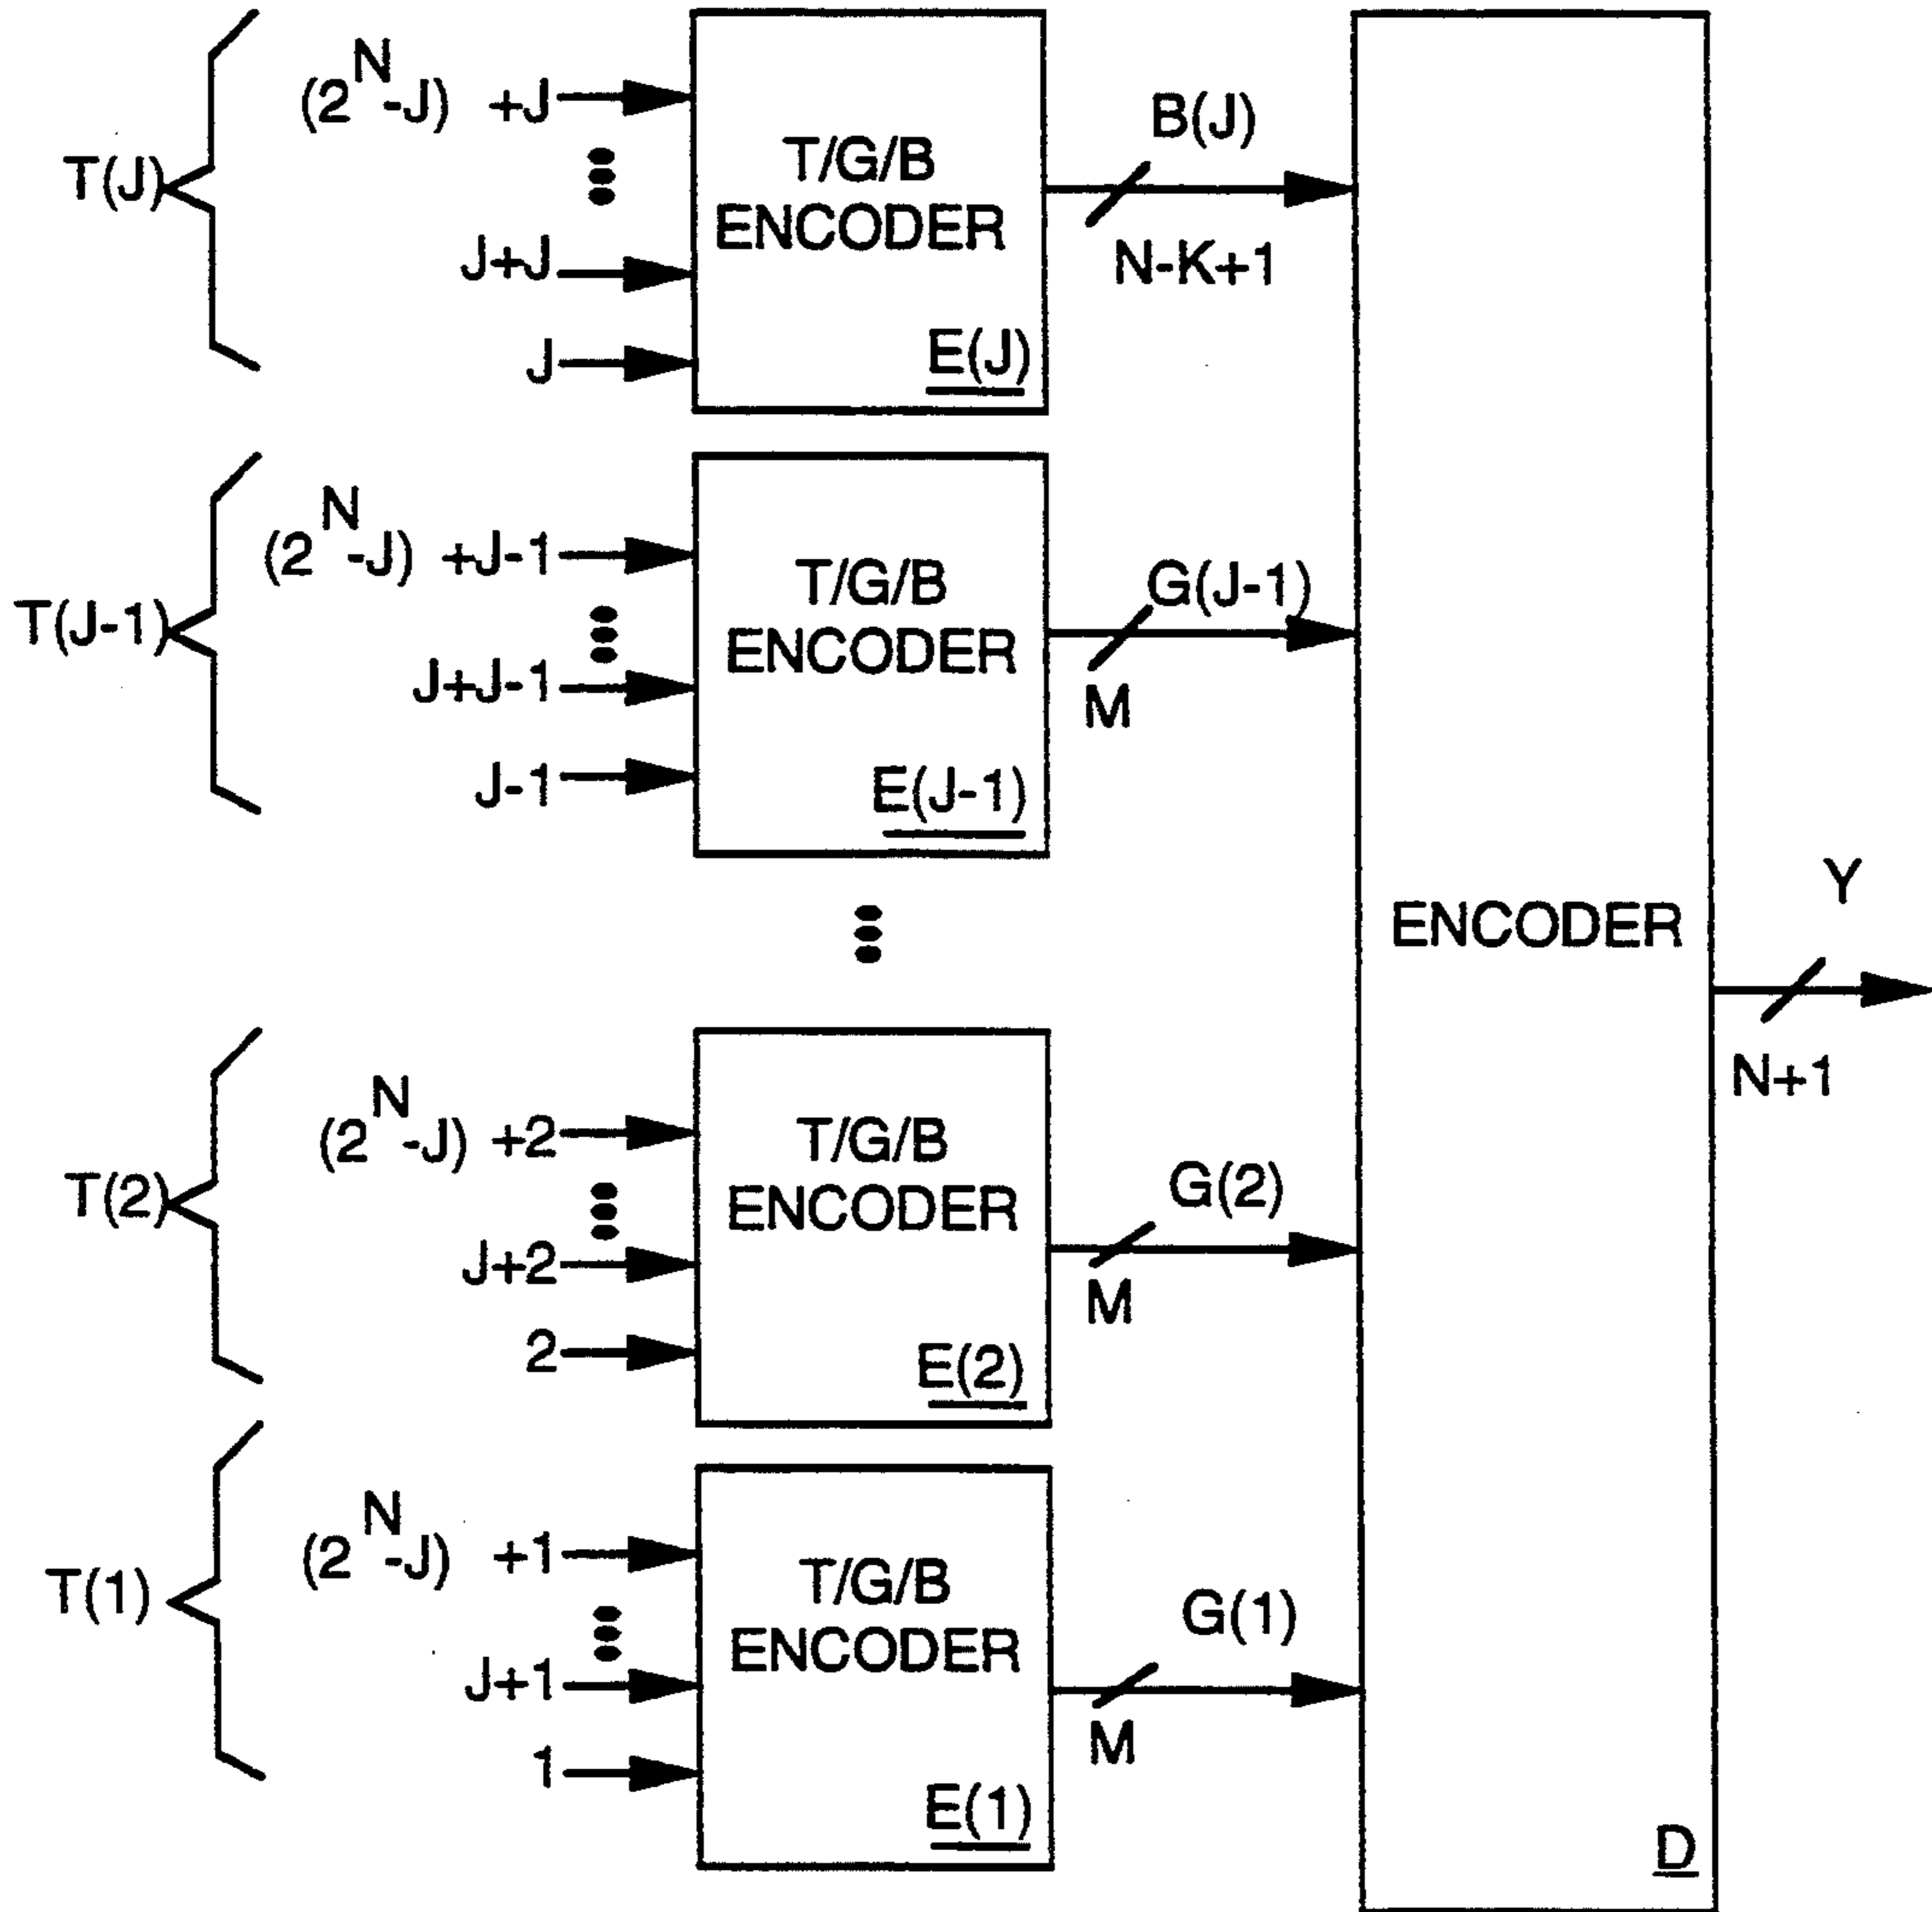 (2^N-J) +J
T(J)
J+J
J
T/G/B
ENCODER
E(J)
B(J)
N-K+1
(2^N-J) +J-1
T(J-1)
J+J-1
J-1
T/G/B
ENCODER
E(J-1)
G(J-1)
M
ENCODER
Y
N+1
(2^N-J) +2
T(2)
J+2
2
T/G/B
ENCODER
E(2)
G(2)
M
(2^N-J) +1
T(1)
J+1
1
T/G/B
ENCODER
E(1)
G(1)
M
D